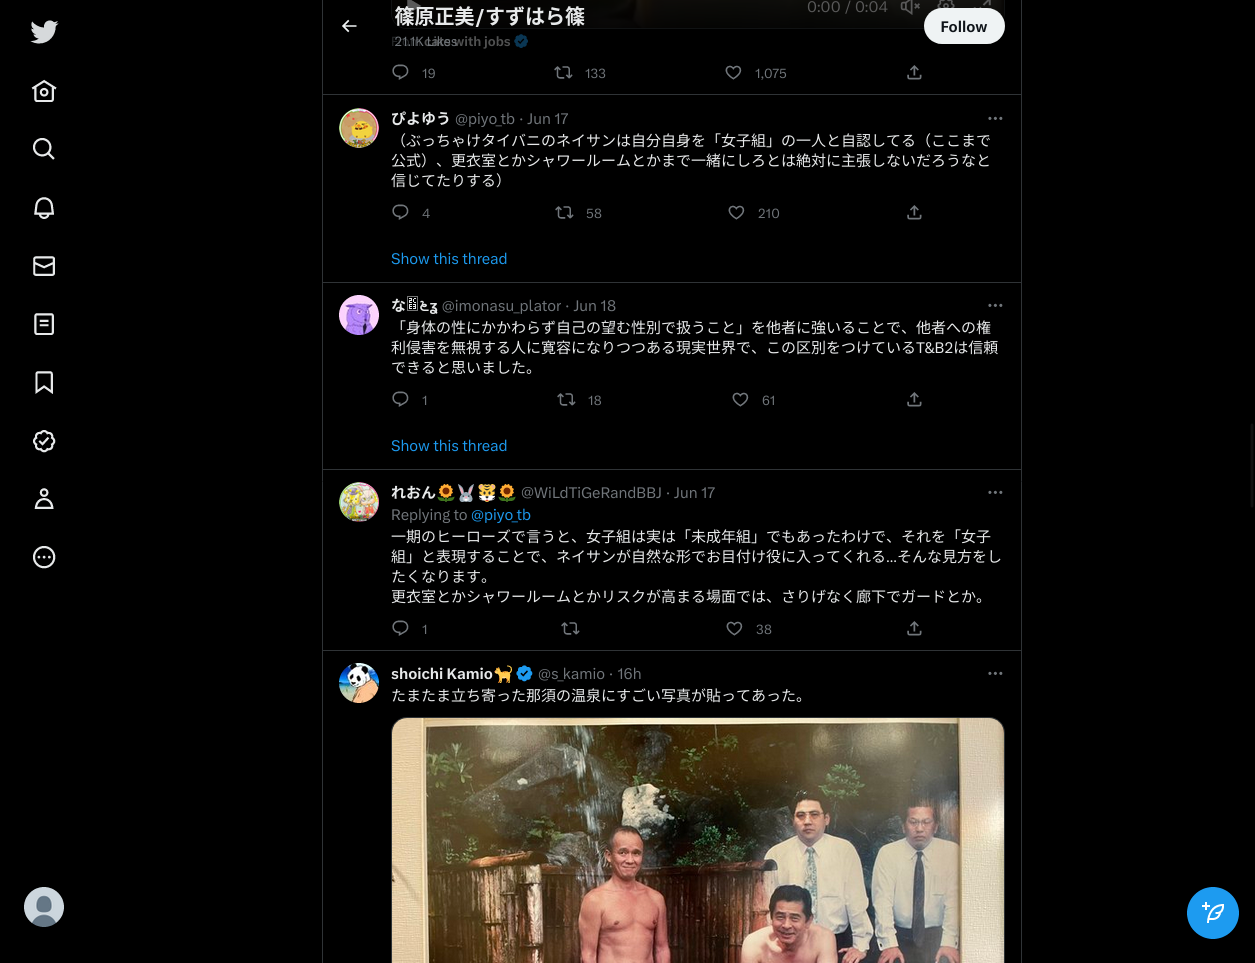 0:00 / 0:04
篠原正美/すずはら篠
21.1K Likes
Follow
19 133 1,075
ぴよゆう @piyo_tb · Jun 17
（ぶっちゃけタイバニのネイサンは自分自身を「女子組」の一人と自認してる（ここまで
公式）、更衣室とかシャワールームとかまで一緒にしろとは絶対に主張しないだろうなと
信じてたりする）
4 58 210
Show this thread
@imonasu_plator · Jun 18
「身体の性にかかわらず自己の望む性別で扱うこと」を他者に強いることで、他者への権
利侵害を無視する人に寛容になりつつある現実世界で、この区別をつけているT&B2は信頼
できると思いました。
1 18 61
Show this thread
れおん🌻🐰🐯🌻 @WiLdTiGeRandBBJ · Jun 17
Replying to @piyo_tb
一期のヒーローズで言うと、女子組は実は「未成年組」でもあったわけで、それを「女子
組」と表現することで、ネイサンが自然な形でお目付け役に入ってくれる...そんな見方をし
たくなります。
更衣室とかシャワールームとかリスクが高まる場面では、さりげなく廊下でガードとか。
1 38
shoichi Kamio🐈 @s_kamio · 16h
たまたま立ち寄った那須の温泉にすごい写真が貼ってあった。